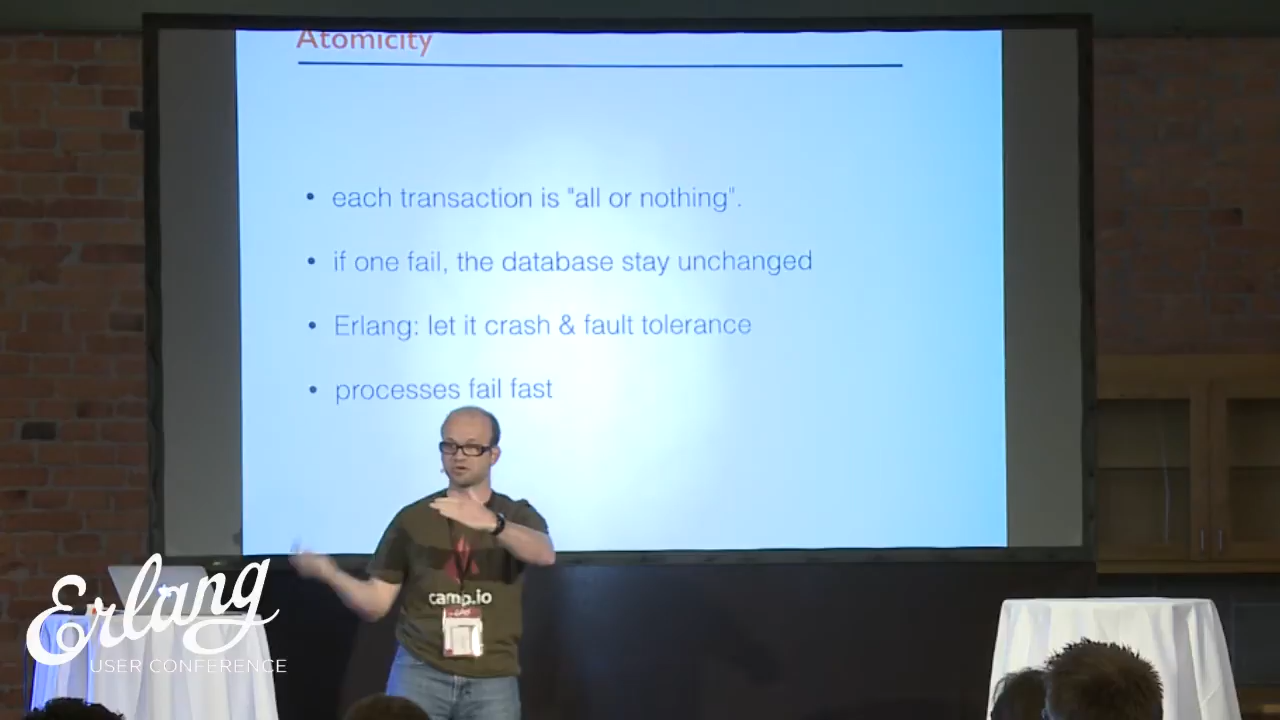 Atomicity
• each transaction is "all or nothing".
• if one fail, the database stay unchanged
• Erlang: let it crash & fault tolerance
• processes fail fast
camp.io
Erlang
USER CONFERENCE